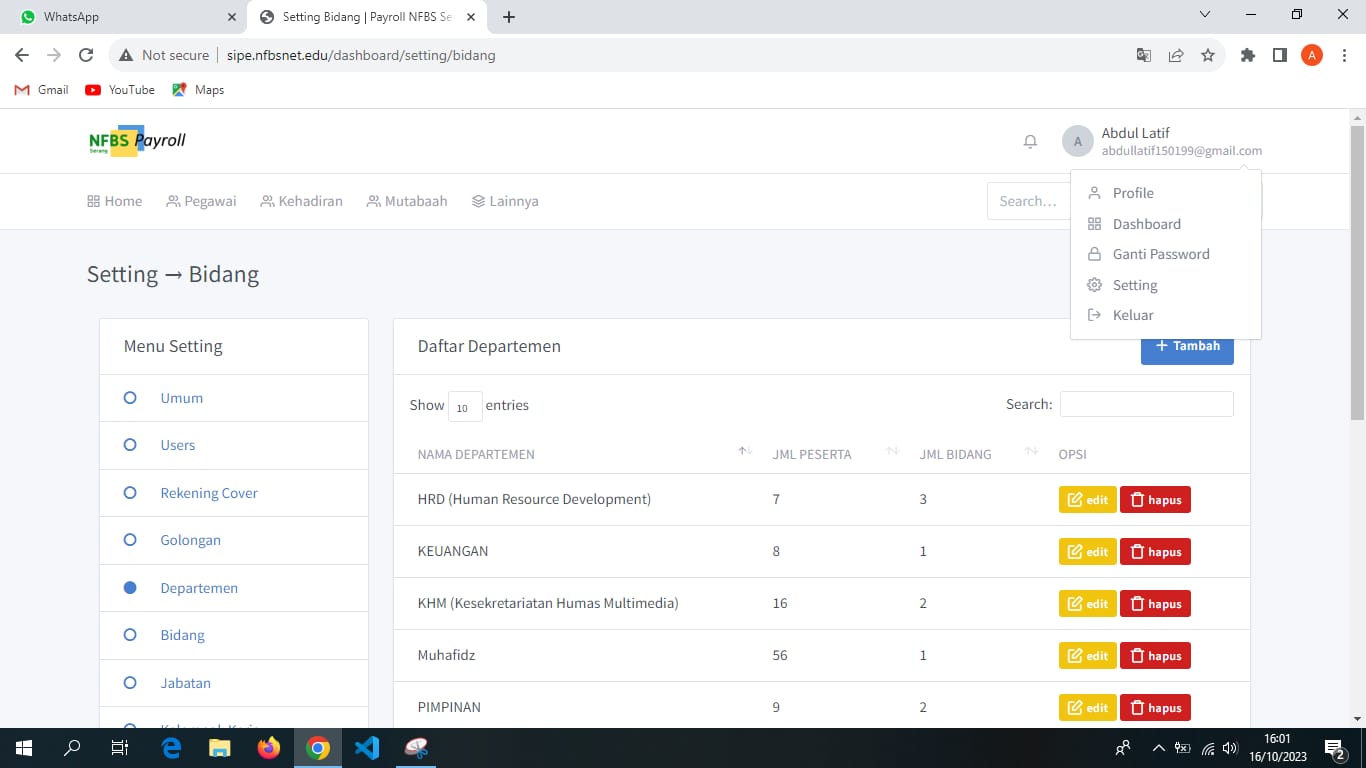 WhatsApp
Setting Bidang | Payroll NFBS Se
Not secure sipe.nfbsnet.edu/dashboard/setting/bidang
A
Gmail YouTube Maps
NFBS Payroll
Serang
A
Abdul Latif
abdullatif150199@gmail.com
Home Pegawai Kehadiran Mutabaah Lainnya
Search…
Profile
Dashboard
Ganti Password
Setting
Keluar
Setting → Bidang
Menu Setting
Umum
Users
Rekening Cover
Golongan
Departemen
Bidang
Jabatan
Daftar Departemen
+ Tambah
Show 10 entries
Search:
NAMA DEPARTEMEN JML PESERTA JML BIDANG OPSI
HRD (Human Resource Development) 7 3 edit hapus
KEUANGAN 8 1 edit hapus
KHM (Kesekretariatan Humas Multimedia) 16 2 edit hapus
Muhafidz 56 1 edit hapus
PIMPINAN 9 2 edit hapus
16:01
16/10/2023
2